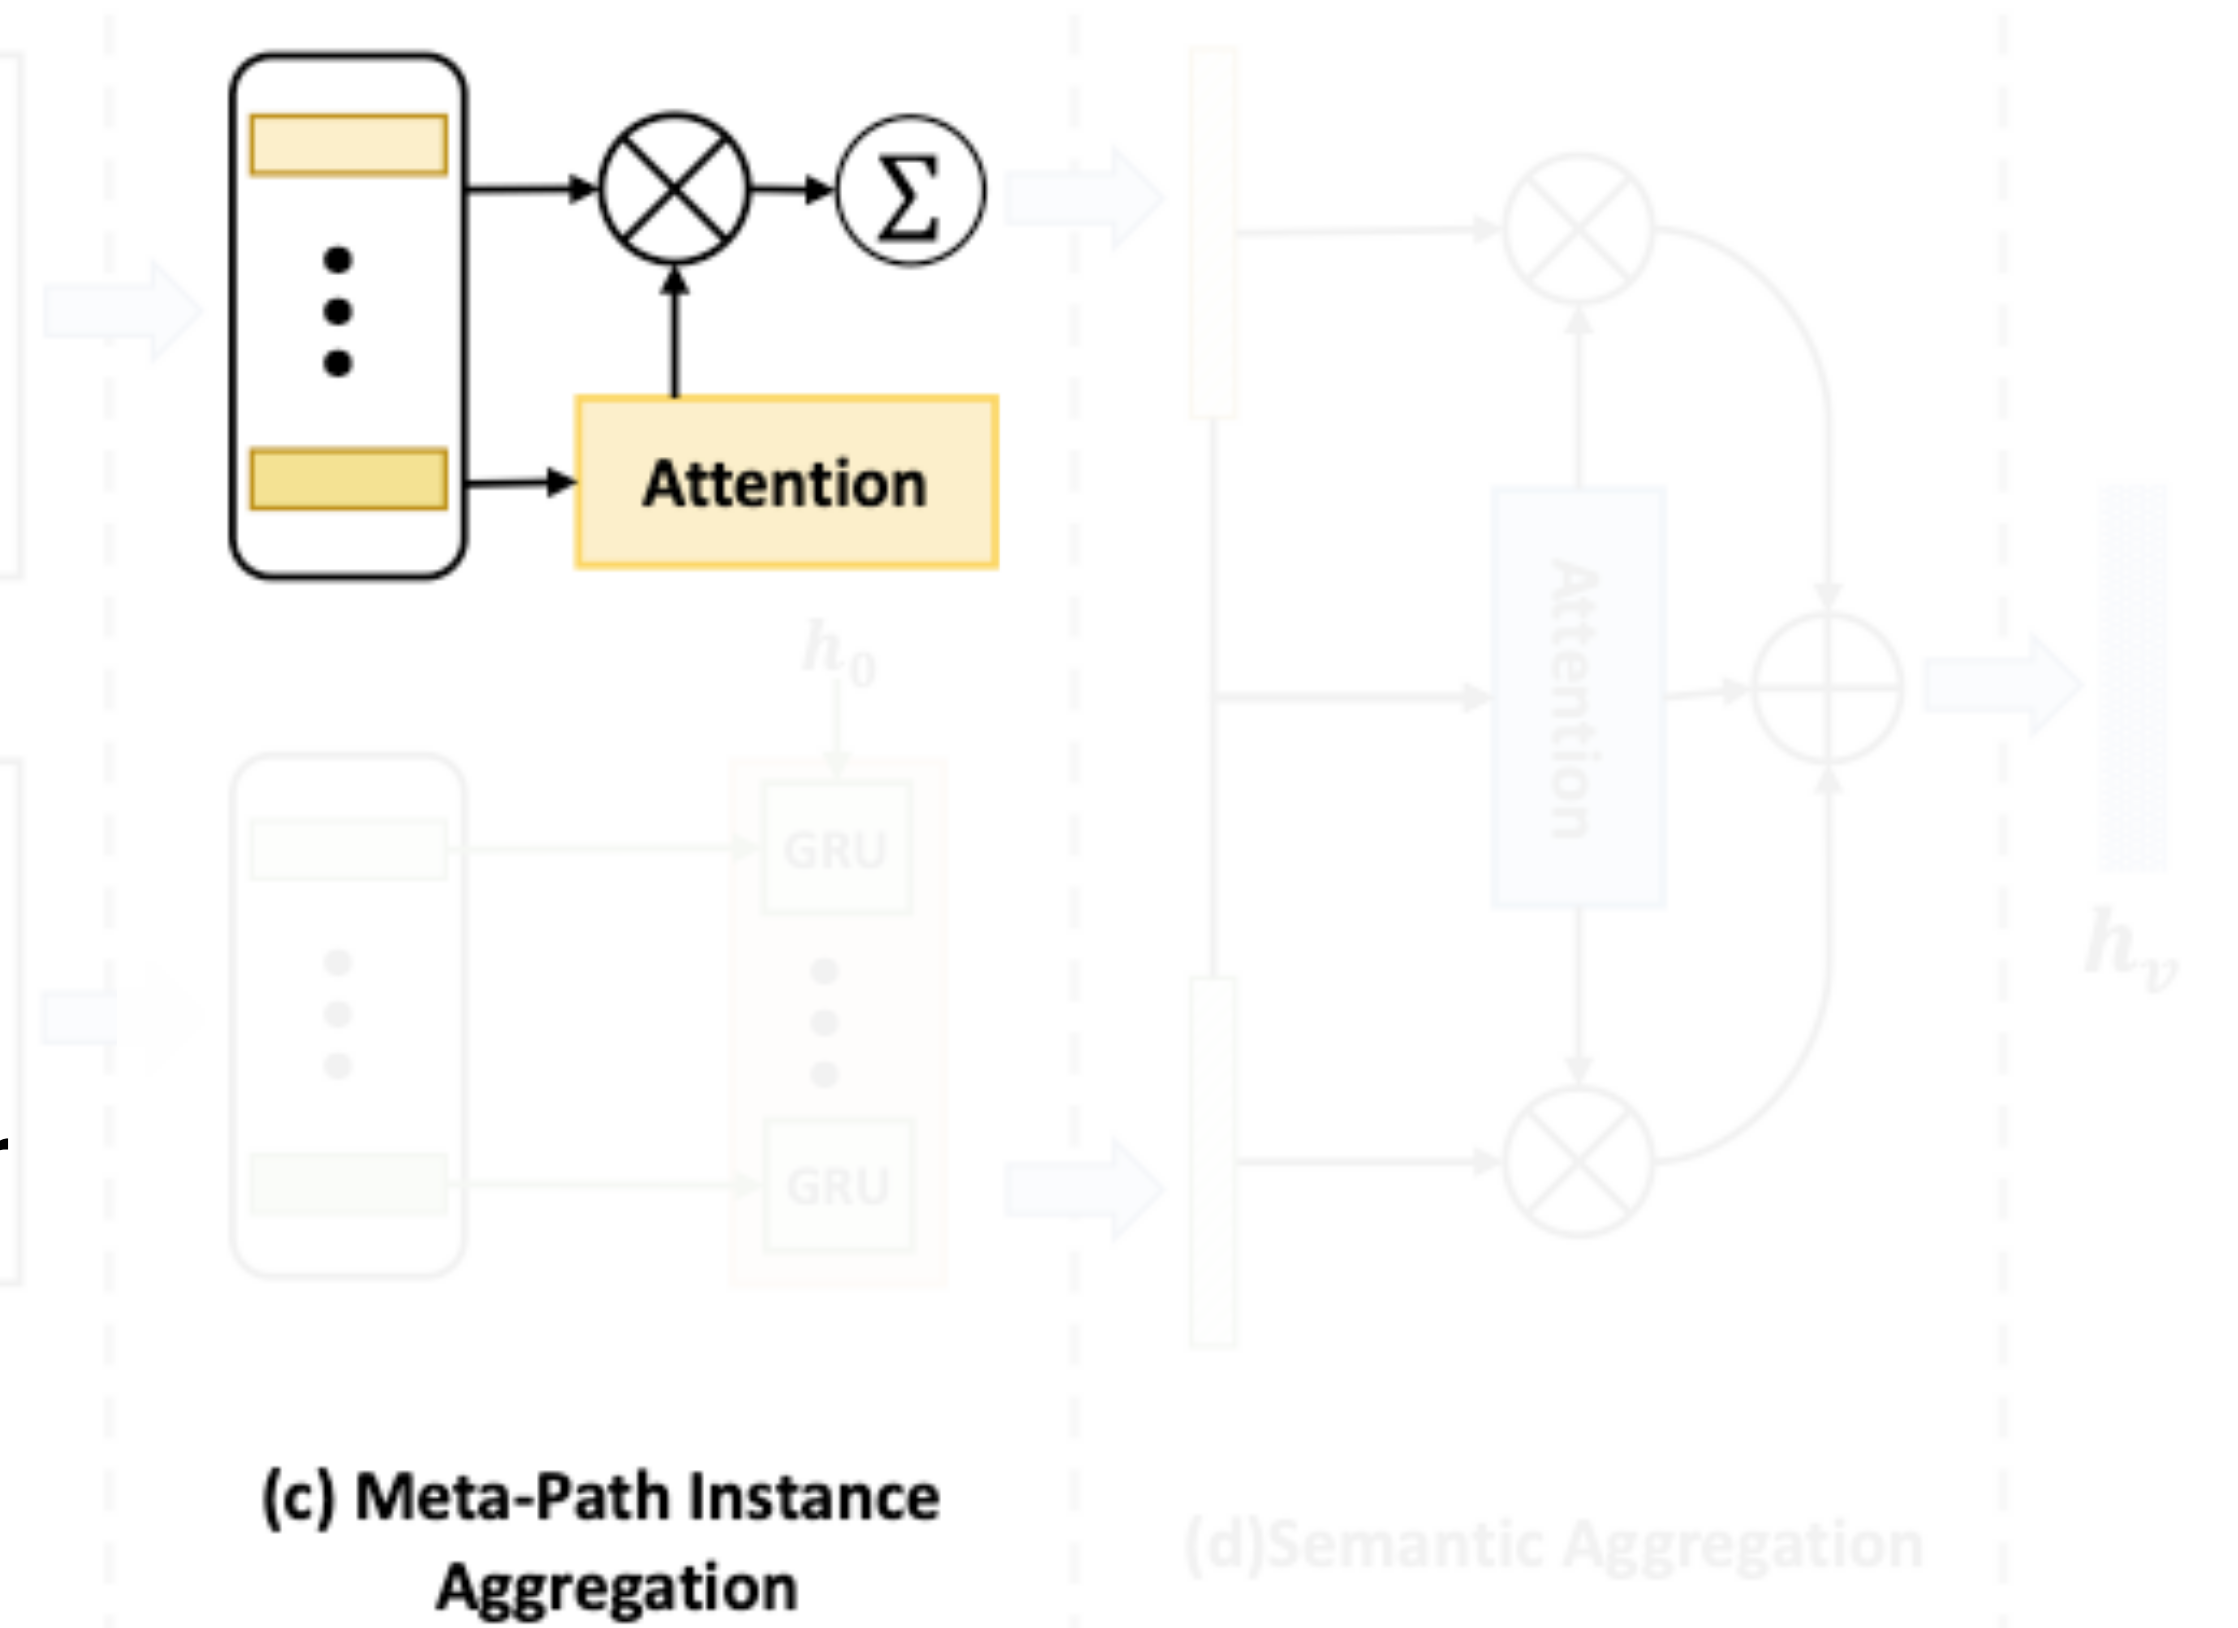 Σ
Attention
h0
GRU
Attention
GRU
hv
(c) Meta-Path Instance
Aggregation
(d)Semantic Aggregation